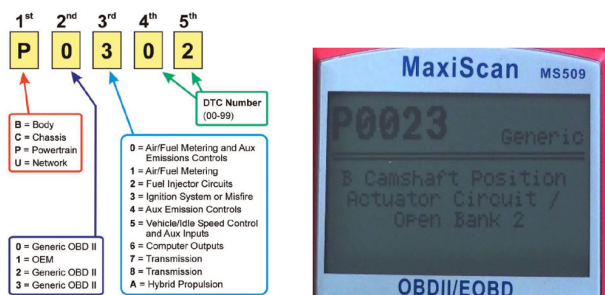 1st 2nd 3rd 4th 5th
P 0 3 0 2
DTC Number
(00-99)
B = Body
C = Chassis
P = Powertrain
U = Network
0 = Generic OBD II
1 = OEM
2 = Generic OBD II
3 = Generic OBD II
0 = Air/Fuel Metering and Aux
Emissions Controls
1 = Air/Fuel Metering
2 = Fuel Injector Circuits
3 = Ignition System or Misfire
4 = Aux Emission Controls
5 = Vehicle/Idle Speed Control
and Aux Inputs
6 = Computer Outputs
7 = Transmission
8 = Transmission
A = Hybrid Propulsion
MaxiScan MS509
P0023 Generic
B Camshaft Position
Actuator Circuit /
Open Bank 2
OBDII/EOBD